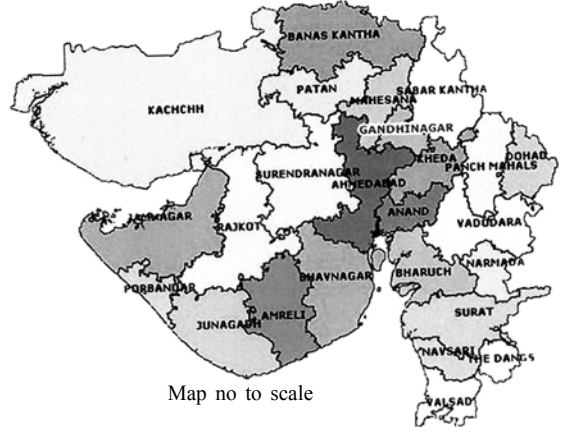 BANAS KANTHA
PATAN
MAHESANA
SABAR KANTHA
KACHCHH
GANDHINAGAR
SURENDRANAGAR
AHMEDABAD
KHEDA
PANCH MAHALS
DOHAD
JAMNAGAR
RAJKOT
ANAND
VADODARA
PORBANDAR
BHAVNAGAR
BHARUCH
NARMADA
JUNAGADH
AMRELI
SURAT
NAVSARI
THE DANGS
VALSAD
Map no to scale